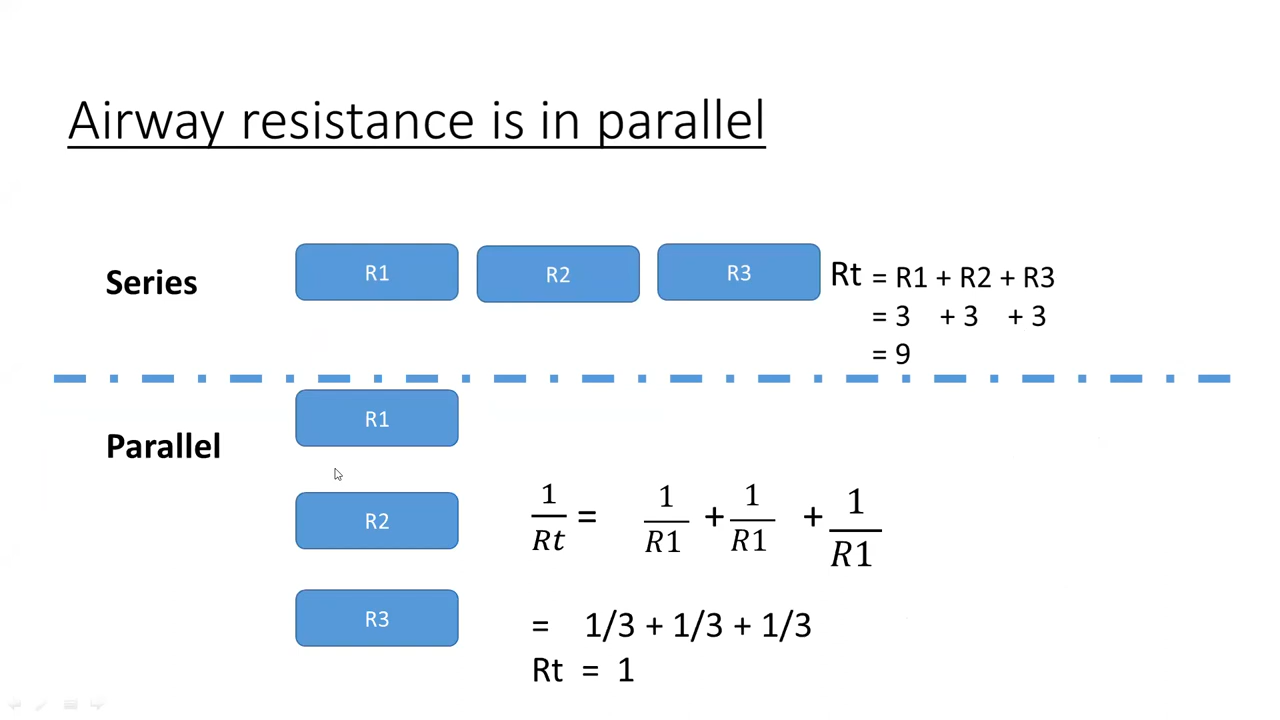 Airway resistance is in parallel
Series
R1 R2 R3
Rt = R1 + R2 + R3
= 3 + 3 + 3
= 9
Parallel
R1
R2
R3
1/Rt = 1/R1 + 1/R1 + 1/R1
= 1/3 + 1/3 + 1/3
Rt = 1